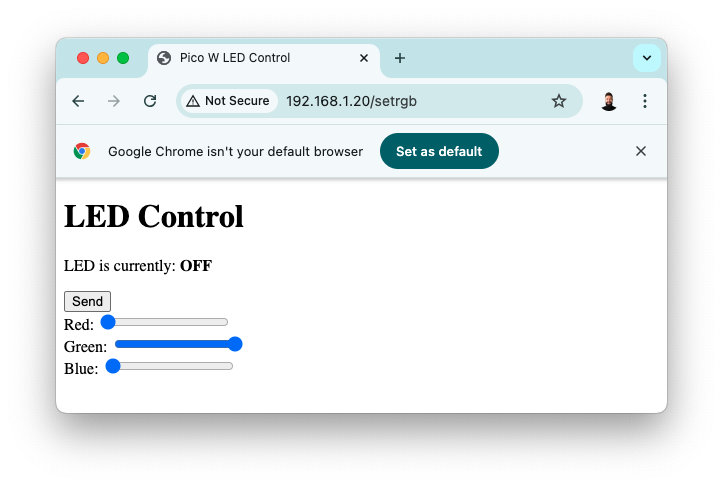 Pico W LED Control
Not Secure 192.168.1.20/setrgb
Google Chrome isn't your default browser Set as default
LED Control
LED is currently: OFF
Send
Red:
Green:
Blue: